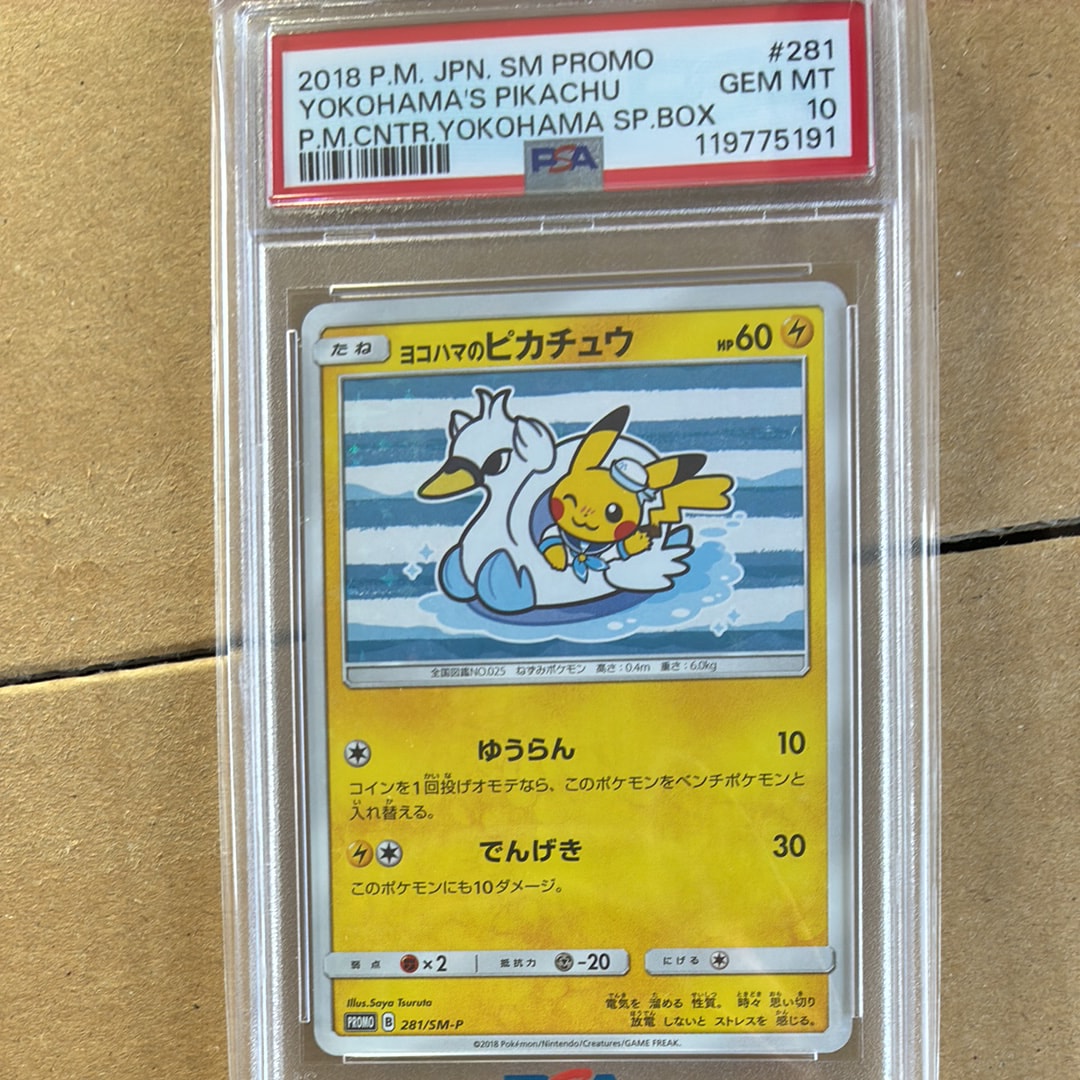 2018 P.M. JPN. SM PROMO #281
YOKOHAMA'S PIKACHU GEM MT
P.M.CNTR.YOKOHAMA SP.BOX 10
119775191
PSA
たね ヨコハマのピカチュウ HP60
全国図鑑NO.025 ねずみポケモン 高さ:0.4m 重さ:6.0kg
ゆうらん 10
コインを1回投げオモテなら、このポケモンをベンチポケモンと
入れ替える。
でんげき 30
このポケモンにも10ダメージ。
弱点 ×2 抵抗力 -20 にげる
Illus.Saya Tsuruta
電気を 溜める 性質。 時々 思い切り
放電 しないと ストレスを 感じる。
PROMO B 281/SM-P
©2018 Pokémon/Nintendo/Creatures/GAME FREAK.
PSA